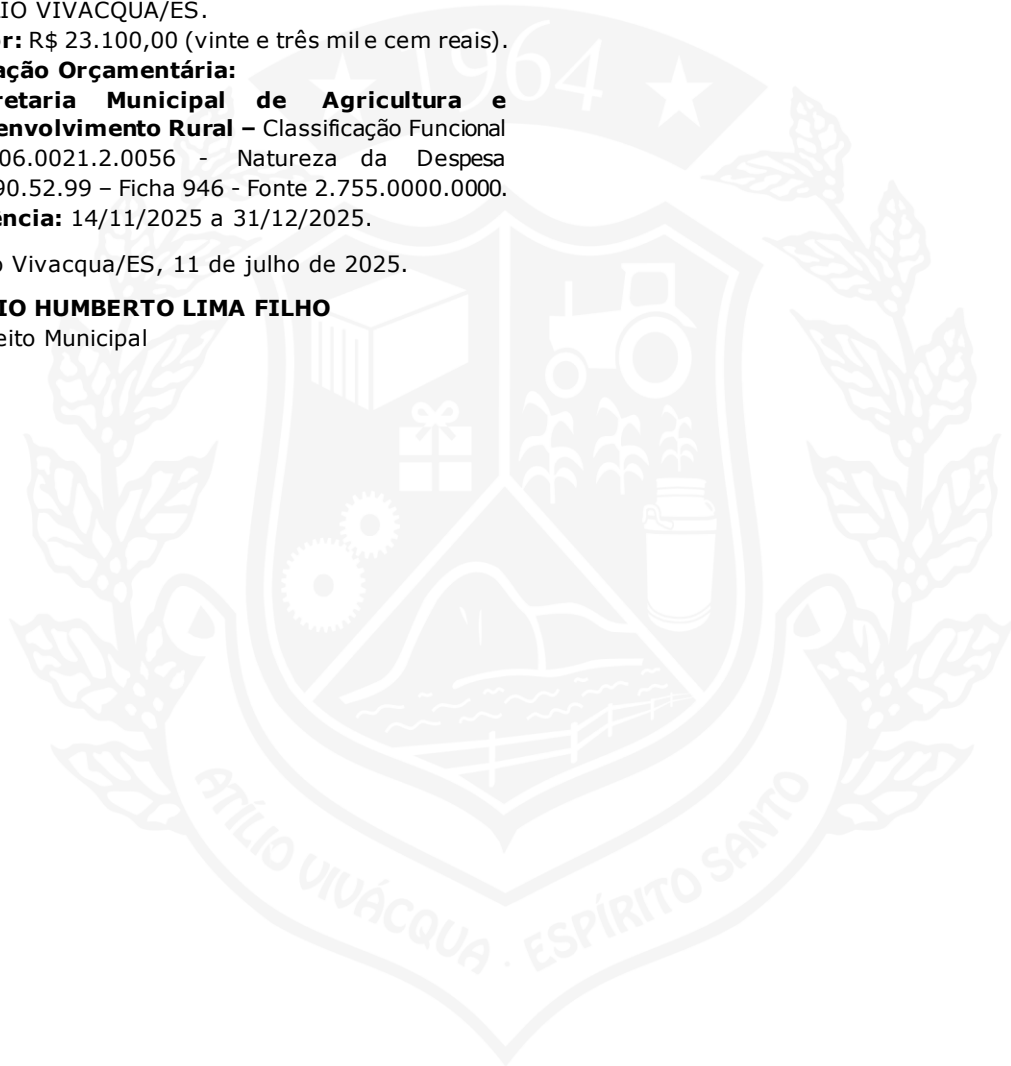 IO VIVACQUA/ES.
r: R$ 23.100,00 (vinte e três mil e cem reais).
ação Orçamentária:
retaria Municipal de Agricultura e
envolvimento Rural – Classificação Funcional
06.0021.2.0056 - Natureza da Despesa
90.52.99 – Ficha 946 - Fonte 2.755.0000.0000.
ência: 14/11/2025 a 31/12/2025.
o Vivacqua/ES, 11 de julho de 2025.
IO HUMBERTO LIMA FILHO
eito Municipal
1964
ATÍLIO VIVÁCQUA · ESPÍRITO SANTO